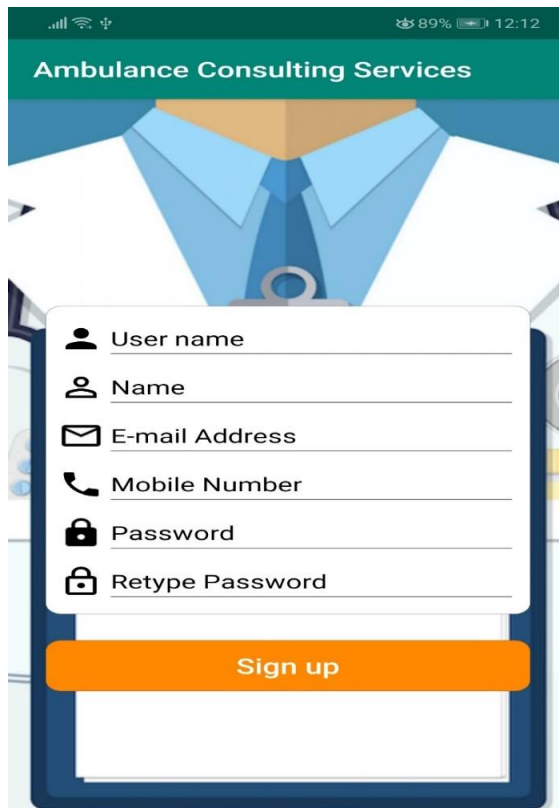 89% 12:12
Ambulance Consulting Services
User name
Name
E-mail Address
Mobile Number
Password
Retype Password
Sign up